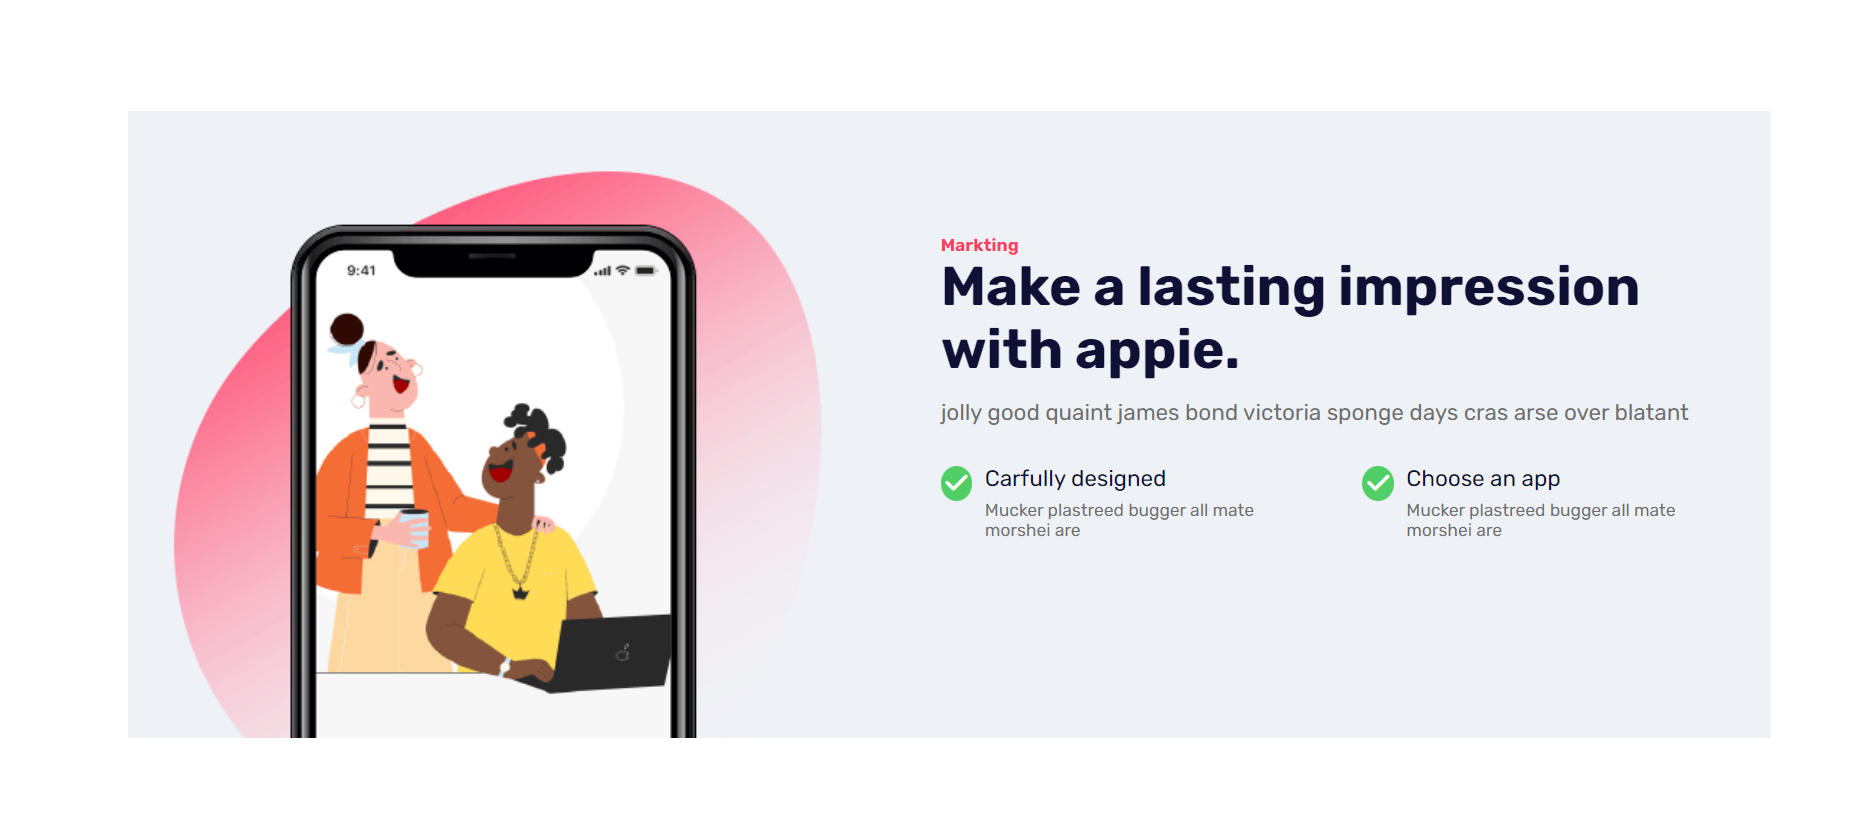 9:41
Markting
Make a lasting impression
with appie.
jolly good quaint james bond victoria sponge days cras arse over blatant
Carfully designed
Mucker plastreed bugger all mate
morshei are
Choose an app
Mucker plastreed bugger all mate
morshei are